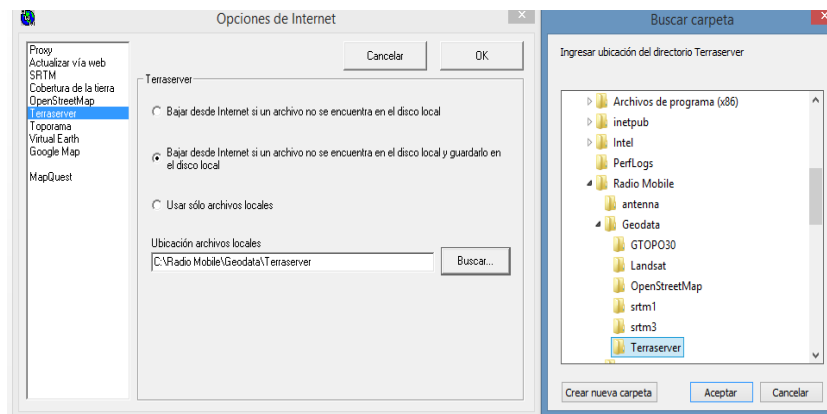 Opciones de Internet
Proxy
Actualizar vía web
SRTM
Cobertura de la tierra
OpenStreetMap
Terraserver
Toporama
Virtual Earth
Google Map
MapQuest
Cancelar
OK
Terraserver
Bajar desde Internet si un archivo no se encuentra en el disco local
Bajar desde Internet si un archivo no se encuentra en el disco local y guardarlo en
el disco local
Usar sólo archivos locales
Ubicación archivos locales
C:\Radio Mobile\Geodata\Terraserver
Buscar...
Buscar carpeta
Ingresar ubicación del directorio Terraserver
Archivos de programa (x86)
inetpub
Intel
PerfLogs
Radio Mobile
antenna
Geodata
GTOPO30
Landsat
OpenStreetMap
srtm1
srtm3
Terraserver
Crear nueva carpeta
Aceptar
Cancelar